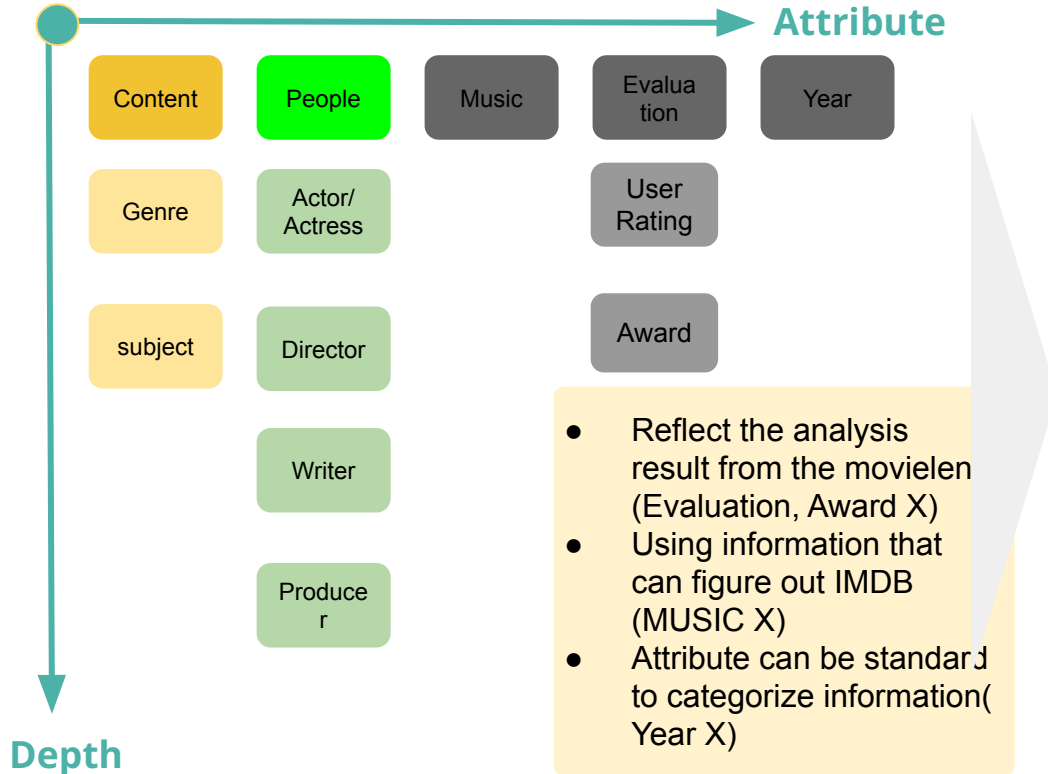 Attribute
Content
People
Music
Evalua
tion
Year
Genre
Actor/
Actress
User
Rating
subject
Director
Award
Writer
Produce
r
● Reflect the analysis
result from the movielen
(Evaluation, Award X)
● Using information that
can figure out IMDB
(MUSIC X)
● Attribute can be standard
to categorize information(
Year X)
Depth